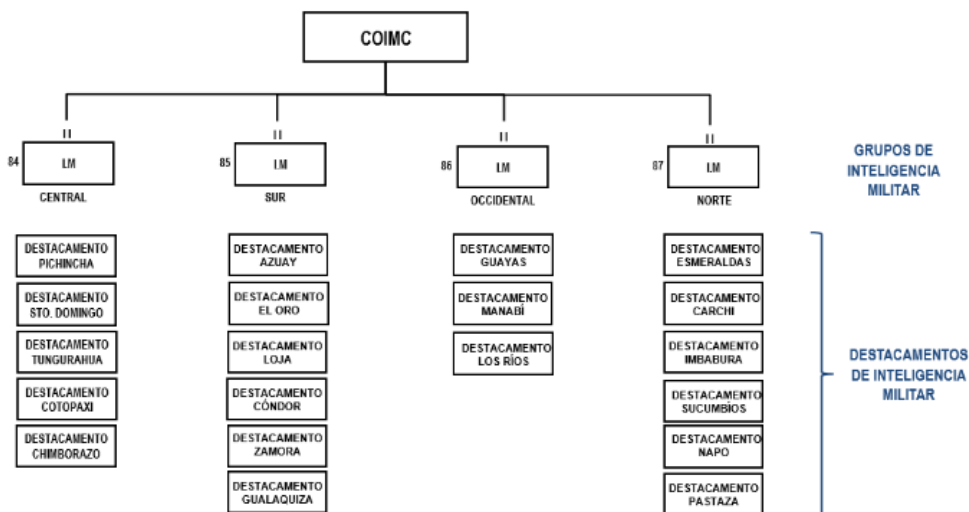 COIMC
II
84
I.M
CENTRAL
II
85
I.M
SUR
II
86
I.M
OCCIDENTAL
II
87
I.M
NORTE
GRUPOS DE
INTELIGENCIA
MILITAR
DESTACAMENTO
PICHINCHA
DESTACAMENTO
STO. DOMINGO
DESTACAMENTO
TUNGURAHUA
DESTACAMENTO
COTOPAXI
DESTACAMENTO
CHIMBORAZO
DESTACAMENTO
AZUAY
DESTACAMENTO
EL ORO
DESTACAMENTO
LOJA
DESTACAMENTO
CÓNDOR
DESTACAMENTO
ZAMORA
DESTACAMENTO
GUALAQUIZA
DESTACAMENTO
GUAYAS
DESTACAMENTO
MANABÍ
DESTACAMENTO
LOS RÍOS
DESTACAMENTO
ESMERALDAS
DESTACAMENTO
CARCHI
DESTACAMENTO
IMBABURA
DESTACAMENTO
SUCUMBÍOS
DESTACAMENTO
NAPO
DESTACAMENTO
PASTAZA
DESTACAMENTOS
DE INTELIGENCIA
MILITAR